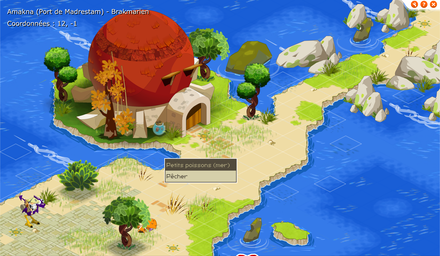 Amakna (Port de Madrestam) - Brakmarien
Coordonnées : 12, -1
Petits poissons (mer)
Pêcher